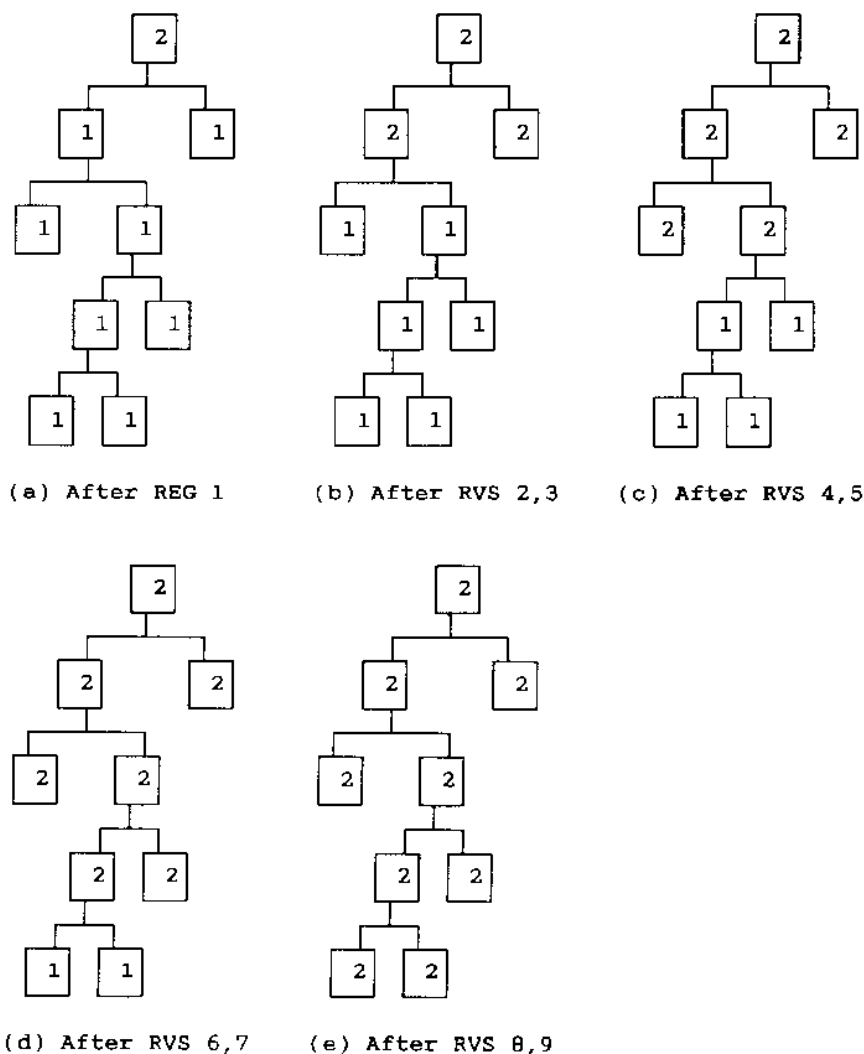 2 2 2
1 1 2 2 2 2
1 1 1 1 2 2
1 1 1 1 1 1
1 1 1 1 1 1
(a) After REG 1 (b) After RVS 2,3 (c) After RVS 4,5
2 2
2 2 2 2
2 2 2 2
2 2 2 2
1 1 2 2
(d) After RVS 6,7 (e) After RVS 8,9